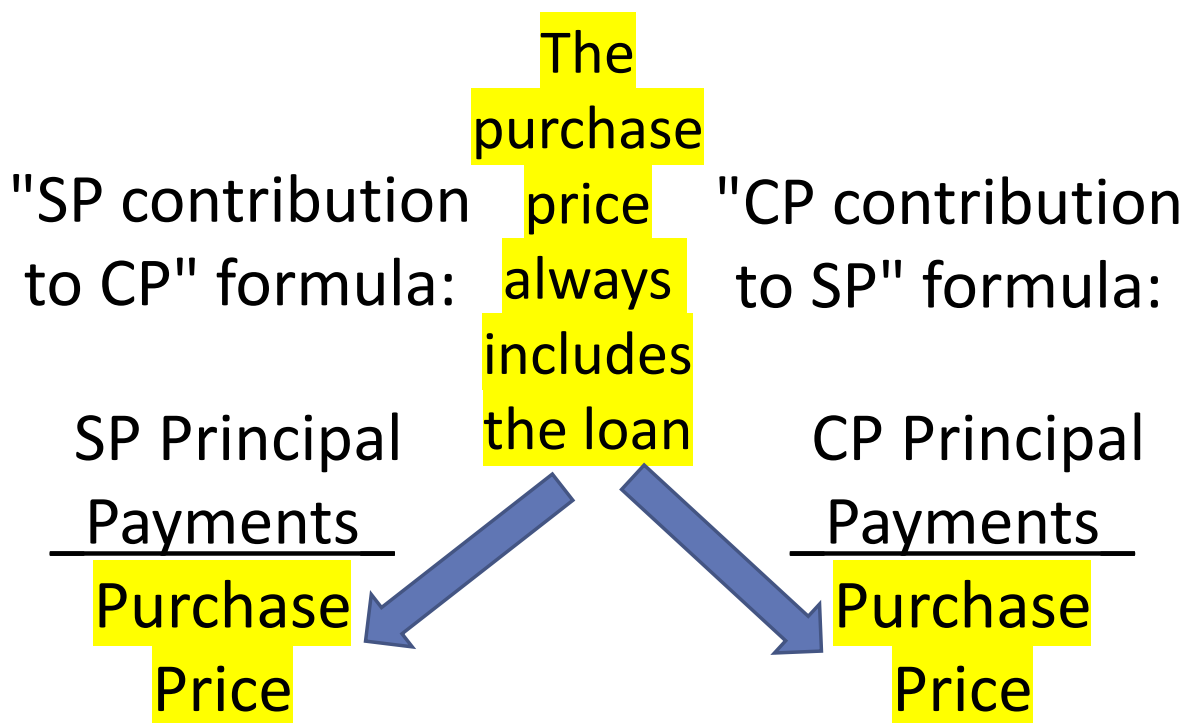 The
purchase
price
always
includes
the loan
"SP contribution
to CP" formula:
SP Principal
Payments
Purchase
Price
"CP contribution
to SP" formula:
CP Principal
Payments
Purchase
Price